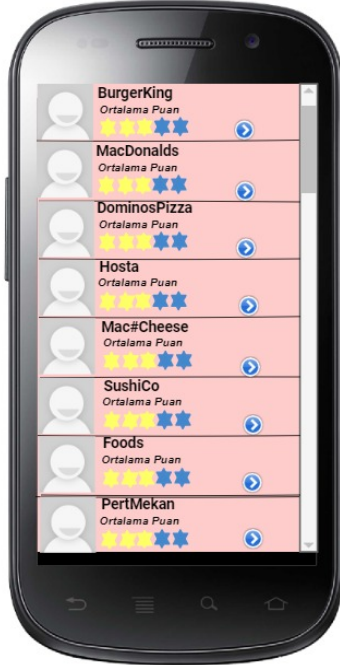 BurgerKing
Ortalama Puan
MacDonalds
Ortalama Puan
DominosPizza
Ortalama Puan
Hosta
Ortalama Puan
Mac#Cheese
Ortalama Puan
SushiCo
Ortalama Puan
Foods
Ortalama Puan
PertMekan
Ortalama Puan